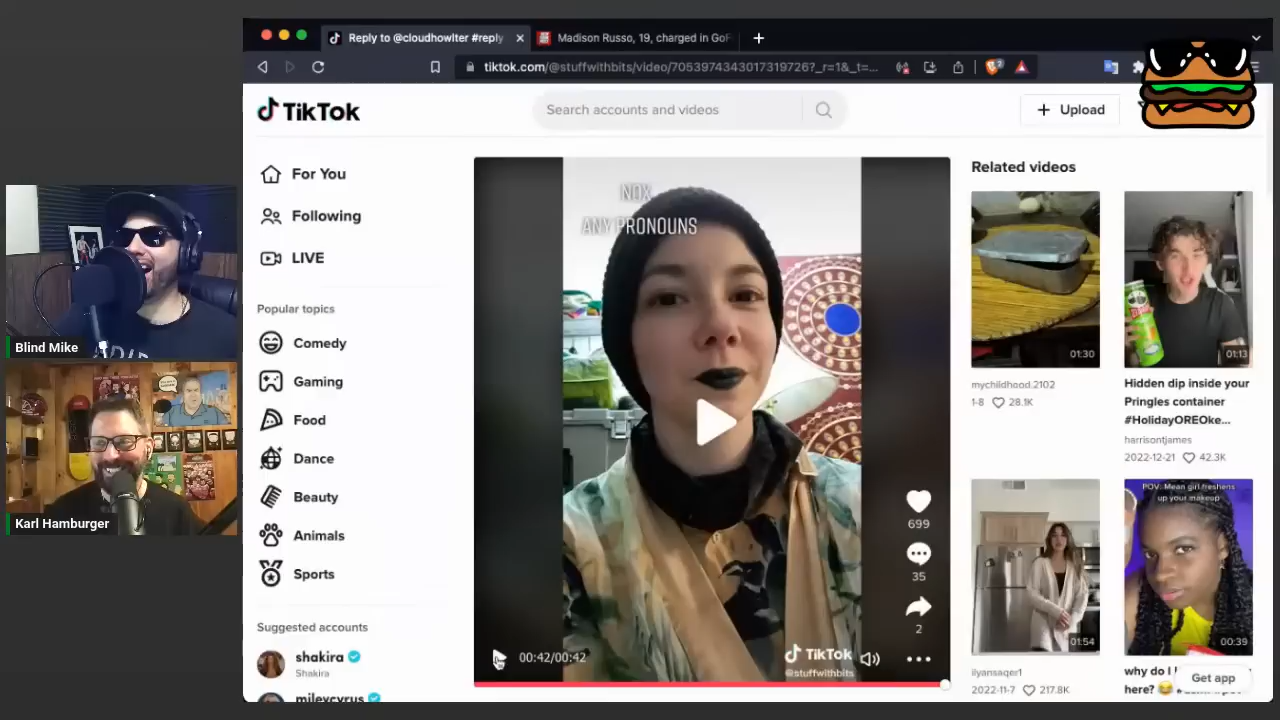 Reply to @cloudhowlter #reply
Madison Russo, 19, charged in GoF
tiktok.com/@stuffwithbits/video/7053974343017319726?_r=1&_t=...
TikTok
Search accounts and videos
Upload
For You
Following
LIVE
Popular topics
Comedy
Gaming
Food
Dance
Beauty
Animals
Sports
Suggested accounts
shakira
Shakira
mileycyrus
NOX
ANY PRONOUNS
699
35
2
00:42/00:42
TikTok
@stuffwithbits
Related videos
01:30
mychildhood.2102
1-8 28.1K
01:13
Hidden dip inside your
Pringles container
#HolidayOREOke...
harrisontjames
2022-12-21 42.3K
01:54
ilyansaqer1
2022-11-7 217.8K
POV: Mean girl freshens
up your makeup
00:39
why do I
here?
Get app
Blind Mike
Karl Hamburger